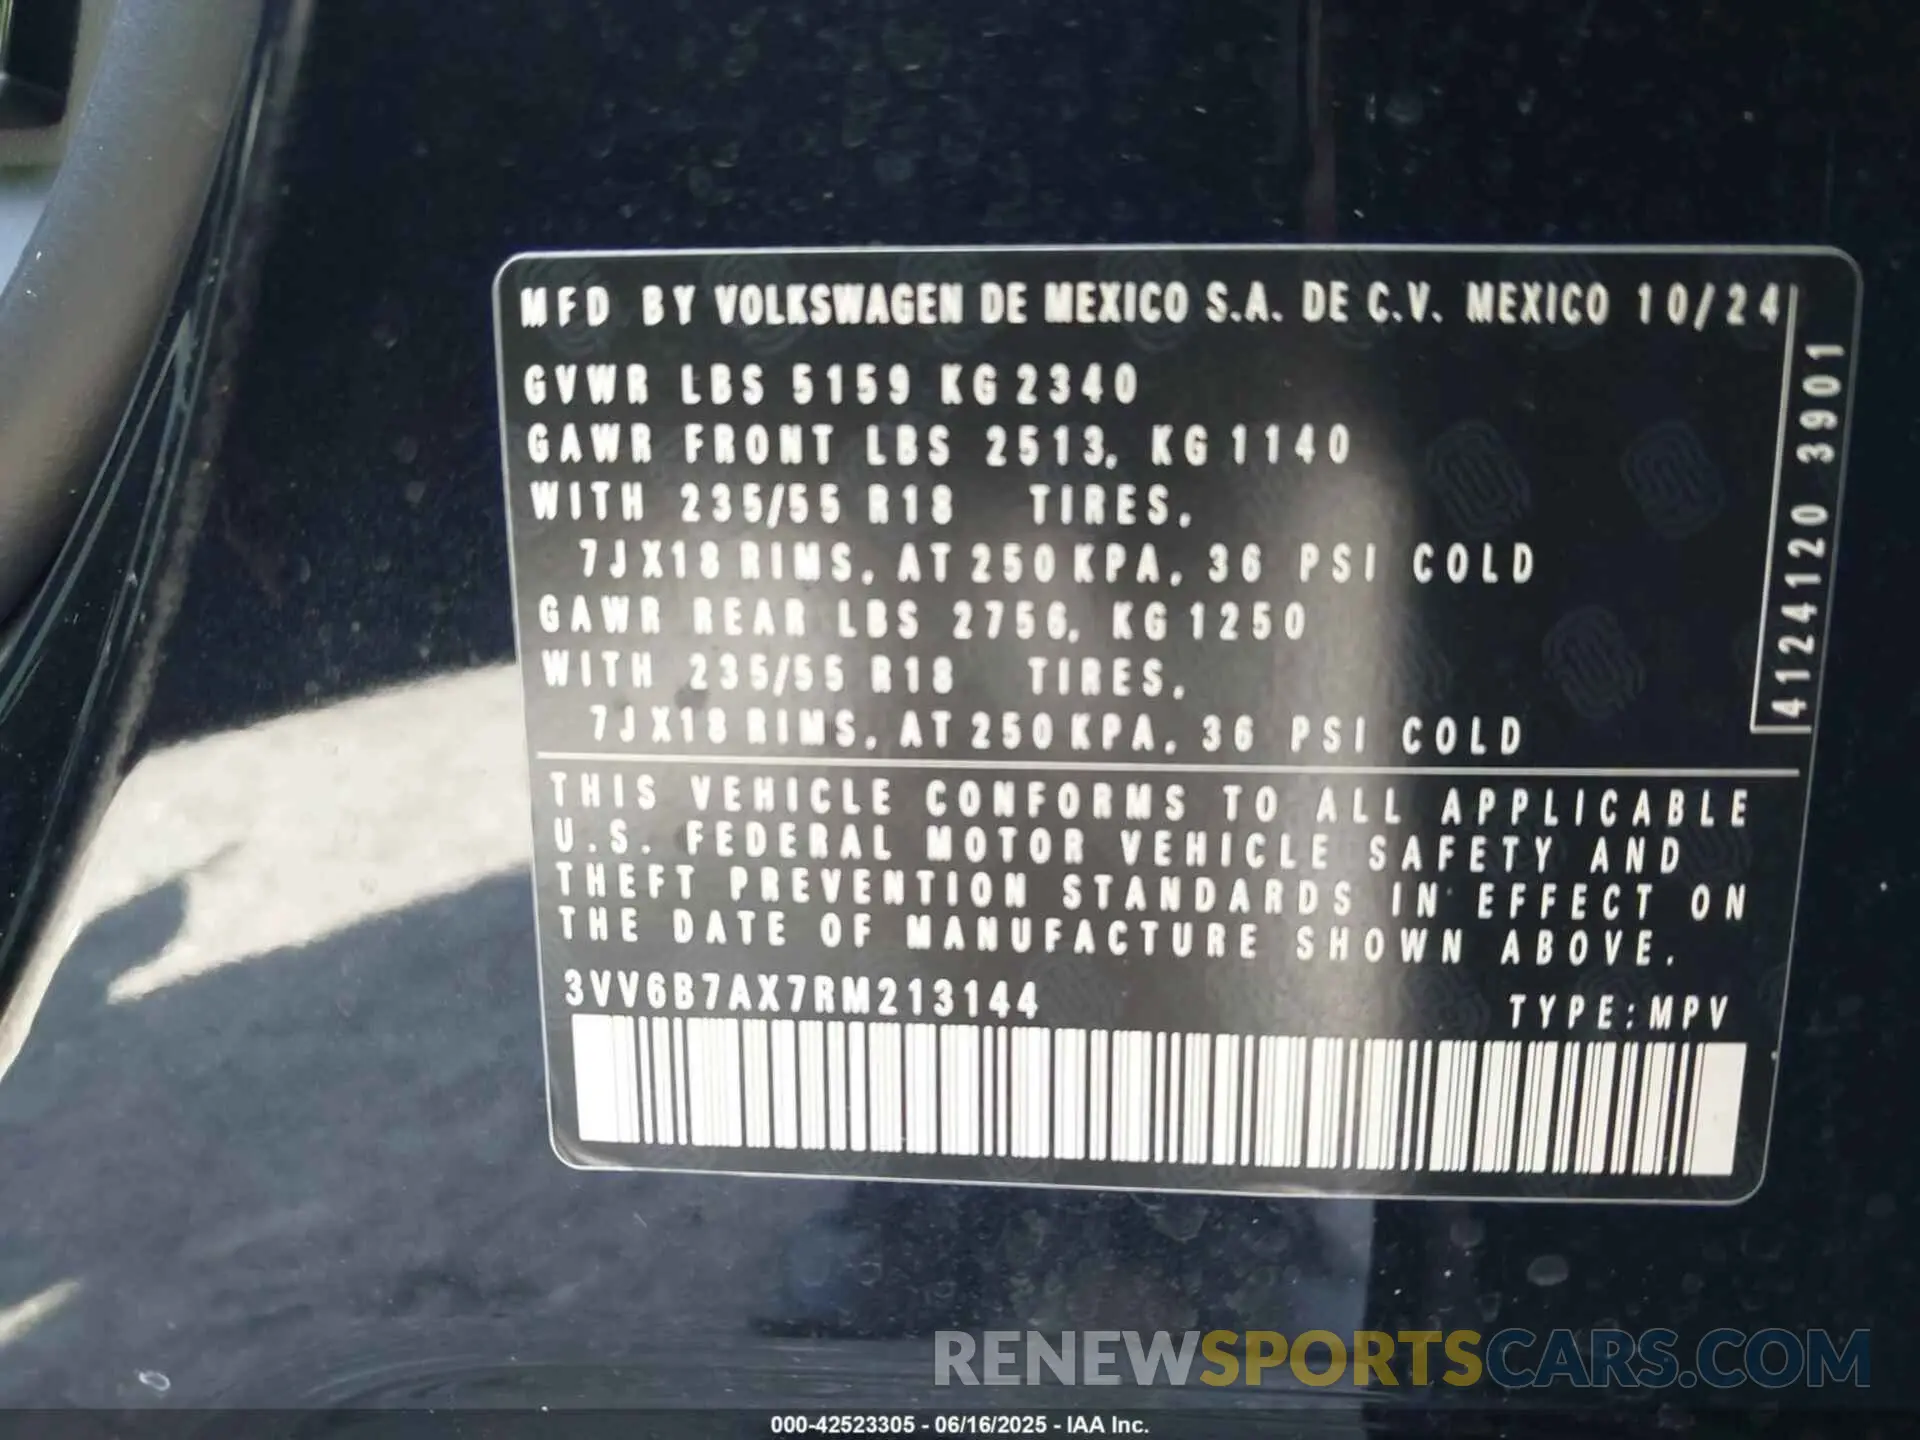 MFD BY VOLKSWAGEN DE MEXICO S.A. DE C.V. MEXICO 10/24
GVWR LBS 5159 KG 2340
GAWR FRONT LBS 2513, KG 1140
WITH 235/55 R18 TIRES,
7JX18 RIMS, AT 250 KPA, 36 PSI COLD
GAWR REAR LBS 2756, KG 1250
WITH 235/55 R18 TIRES,
7JX18 RIMS, AT 250 KPA, 36 PSI COLD
4124120 3901
THIS VEHICLE CONFORMS TO ALL APPLICABLE
U.S. FEDERAL MOTOR VEHICLE SAFETY AND
THEFT PREVENTION STANDARDS IN EFFECT ON
THE DATE OF MANUFACTURE SHOWN ABOVE.
3VV6B7AX7RM213144 TYPE:MPV
RENEWSPORTSCARS.COM
000-42523305 - 06/16/2025 - IAA Inc.